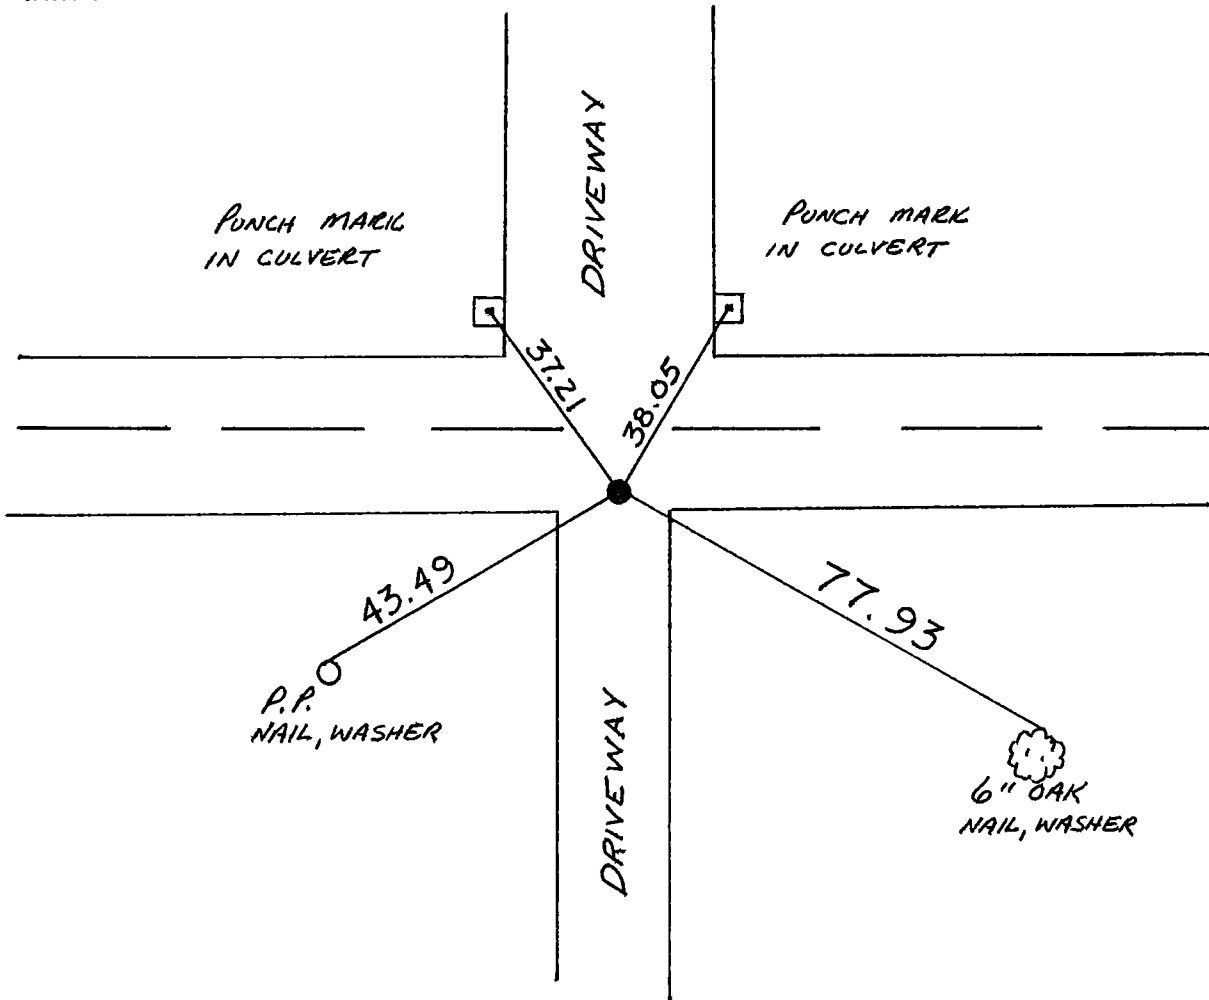 DRIVEWAY
PUNCH MARK
IN CULVERT
PUNCH MARK
IN CULVERT
37.21
38.05
43.49
77.93
P.P.
NAIL, WASHER
DRIVEWAY
6" OAK
NAIL, WASHER